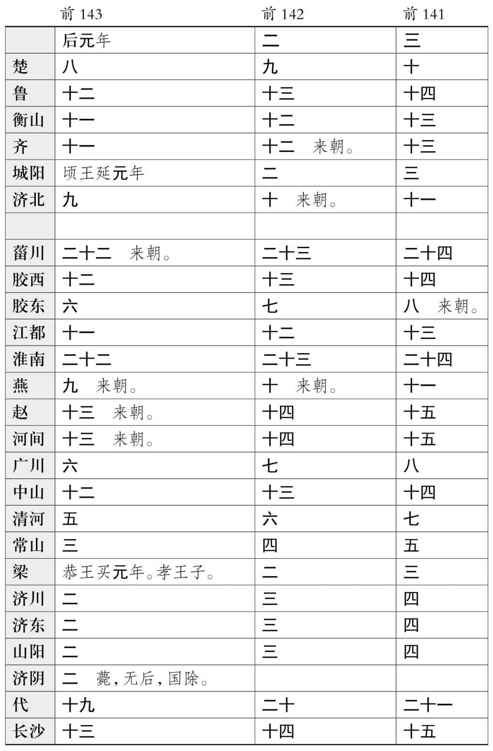 前 143 前 142 前 141
后元年 二 三
楚 八 九 十
鲁 十二 十三 十四
衡山 十一 十二 十三
齐 十一 十二 来朝。 十三
城阳 顷王延元年 二 三
济北 九 十 来朝。 十一
菑川 二十二 来朝。 二十三 二十四
胶西 十二 十三 十四
胶东 六 七 八 来朝。
江都 十一 十二 十三
淮南 二十二 二十三 二十四
燕 九 来朝。 十 来朝。 十一
赵 十三 来朝。 十四 十五
河间 十三 来朝。 十四 十五
广川 六 七 八
中山 十二 十三 十四
清河 五 六 七
常山 三 四 五
梁 恭王买元年。孝王子。 二 三
济川 二 三 四
济东 二 三 四
山阳 二 三 四
济阴 二 薨，无后，国除。
代 十九 二十 二十一
长沙 十三 十四 十五